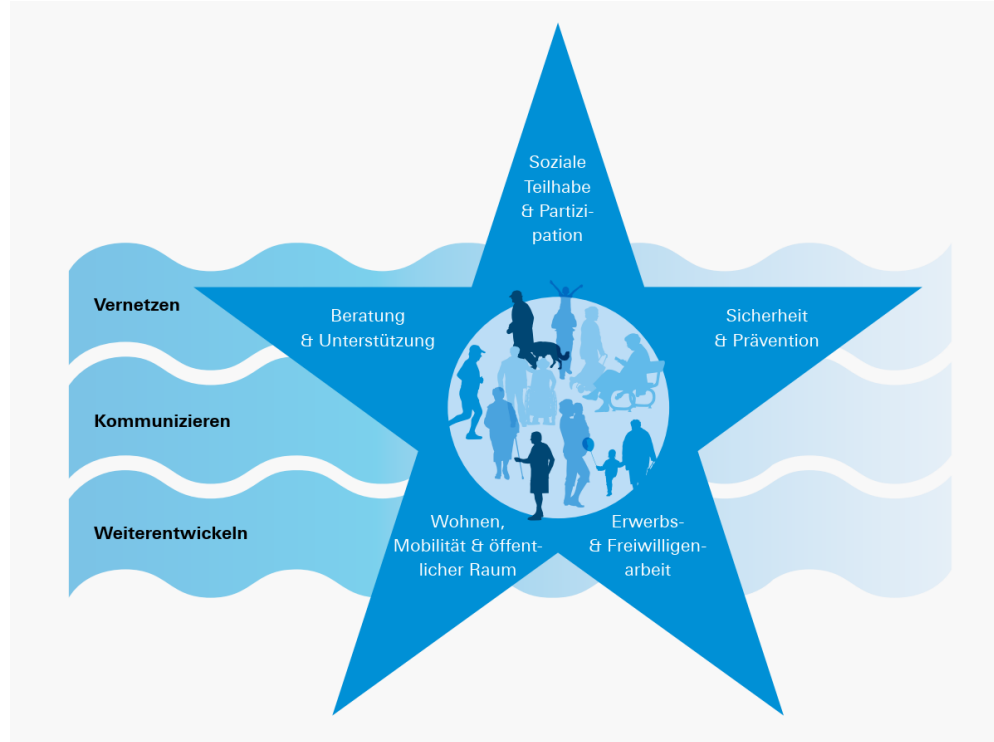 Soziale
Teilhabe
& Partizi-
pation
Vernetzen
Beratung
& Unterstützung
Sicherheit
& Prävention
Kommunizieren
Weiterentwickeln
Wohnen,
Mobilität & öffent-
licher Raum
Erwerbs-
& Freiwilligen-
arbeit